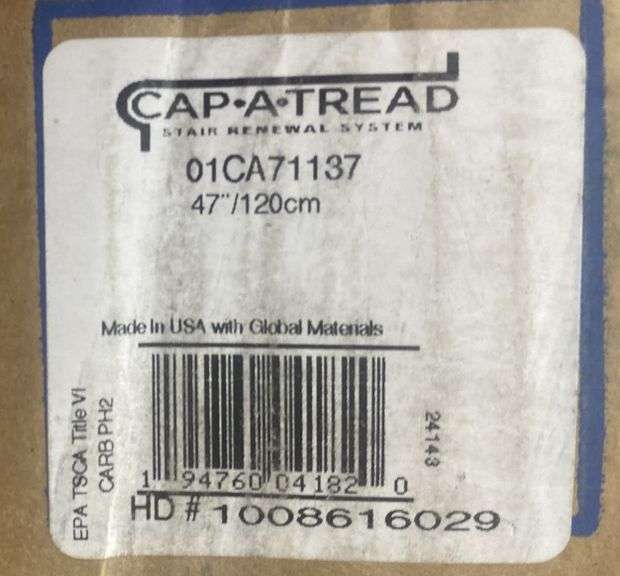 CAP•A•TREAD
STAIR RENEWAL SYSTEM
01CA71137
47"/120cm
Made In USA with Global Materials
EPA TSCA Title VI
CARB PH2
24143
1 94760 04182 0
HD # 1008616029